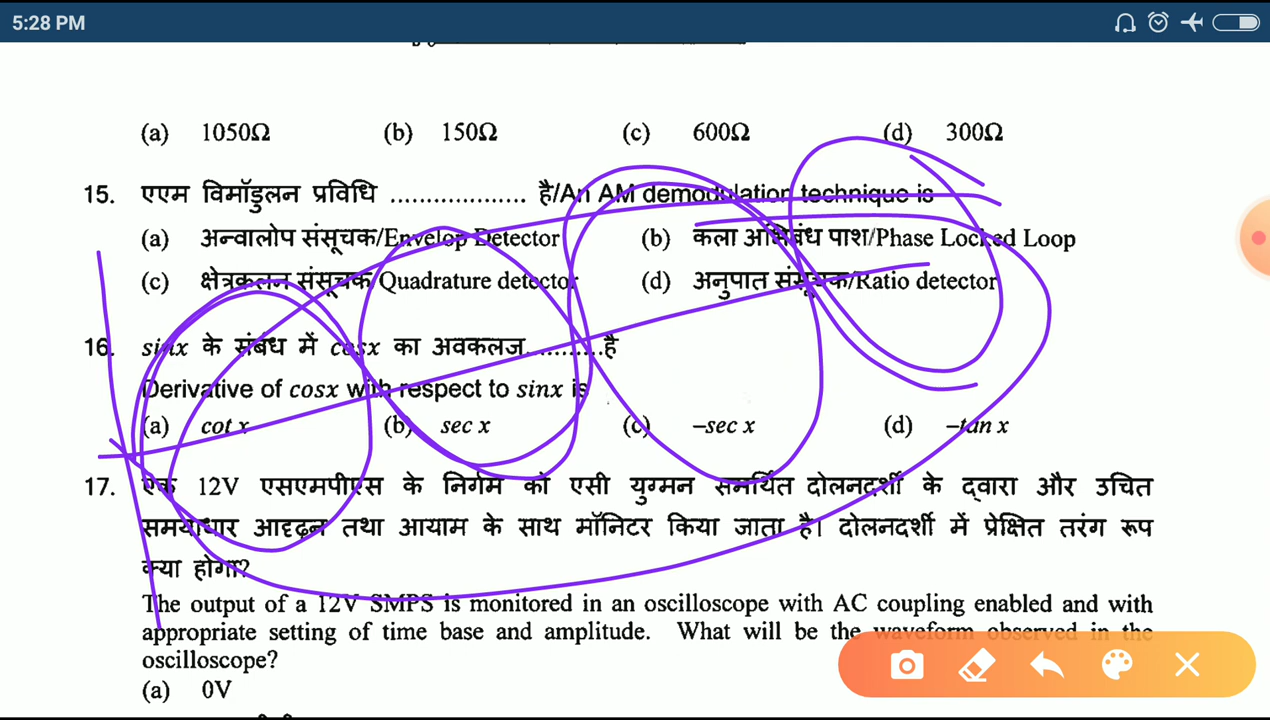 5:28 PM
(a) 1050Ω (b) 150Ω (c) 600Ω (d) 300Ω
15. एएम विमॉडुलन प्रविधि ................... है/An AM demodulation technique is
(a) अन्वालोप संसूचक/Envelop Detector (b) कला अभिबंध पाश/Phase Locked Loop
(c) क्षेत्रकलन संसूचक/Quadrature detector (d) अनुपात संसूचक/Ratio detector
16. sinx के संबंध में cosx का अवकलज..........है
Derivative of cosx with respect to sinx is
(a) cot x (b) sec x (c) –sec x (d) –tan x
17. एक 12V एसएमपीएस के निर्गम को एसी युग्मन समर्थित दोलनदर्शी के द्वारा और उचित
समयाधार आदृढ़न तथा आयाम के साथ मॉनिटर किया जाता है। दोलनदर्शी में प्रेक्षित तरंग रूप
क्या होगा?
The output of a 12V SMPS is monitored in an oscilloscope with AC coupling enabled and with
appropriate setting of time base and amplitude. What will be the waveform observed in the
oscilloscope?
(a) 0V